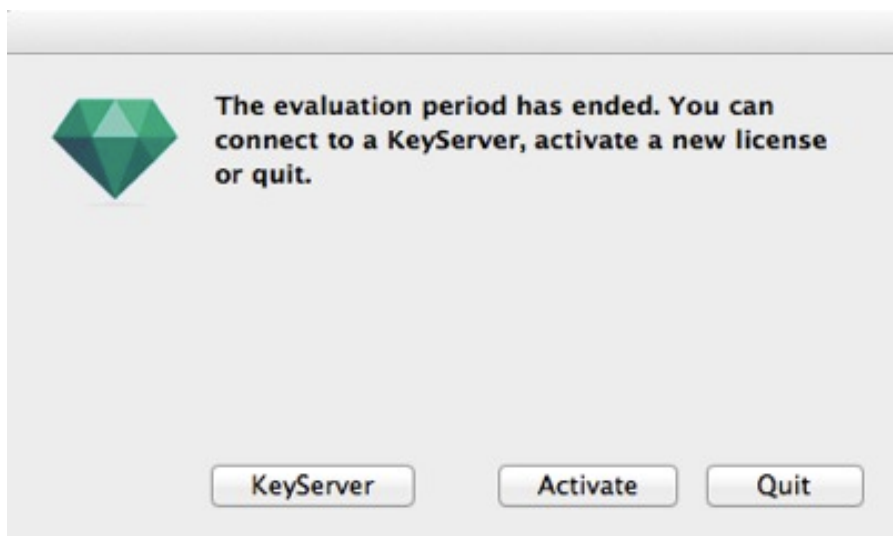 The evaluation period has ended. You can
connect to a KeyServer, activate a new license
or quit.
KeyServer
Activate
Quit